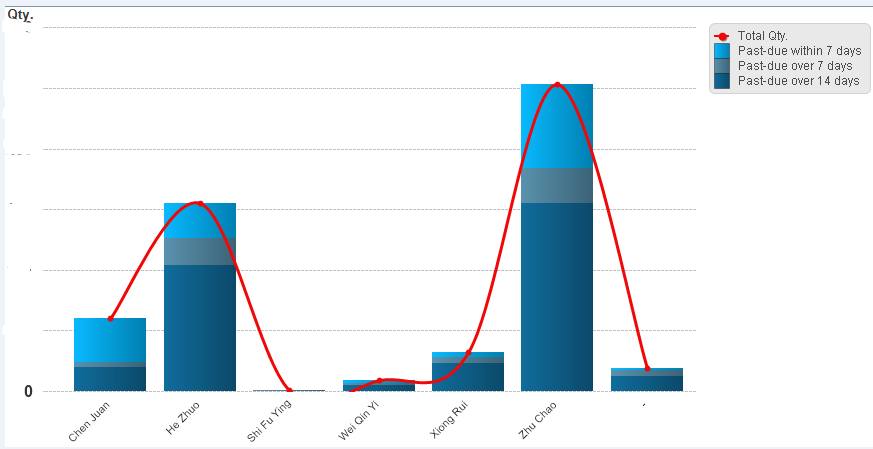 Qty.
Total Qty.
Past-due within 7 days
Past-due over 7 days
Past-due over 14 days
0
Chen Juan
He Zhuo
Shi Fu Ying
Wei Qin Yi
Xiong Rui
Zhu Chao
-